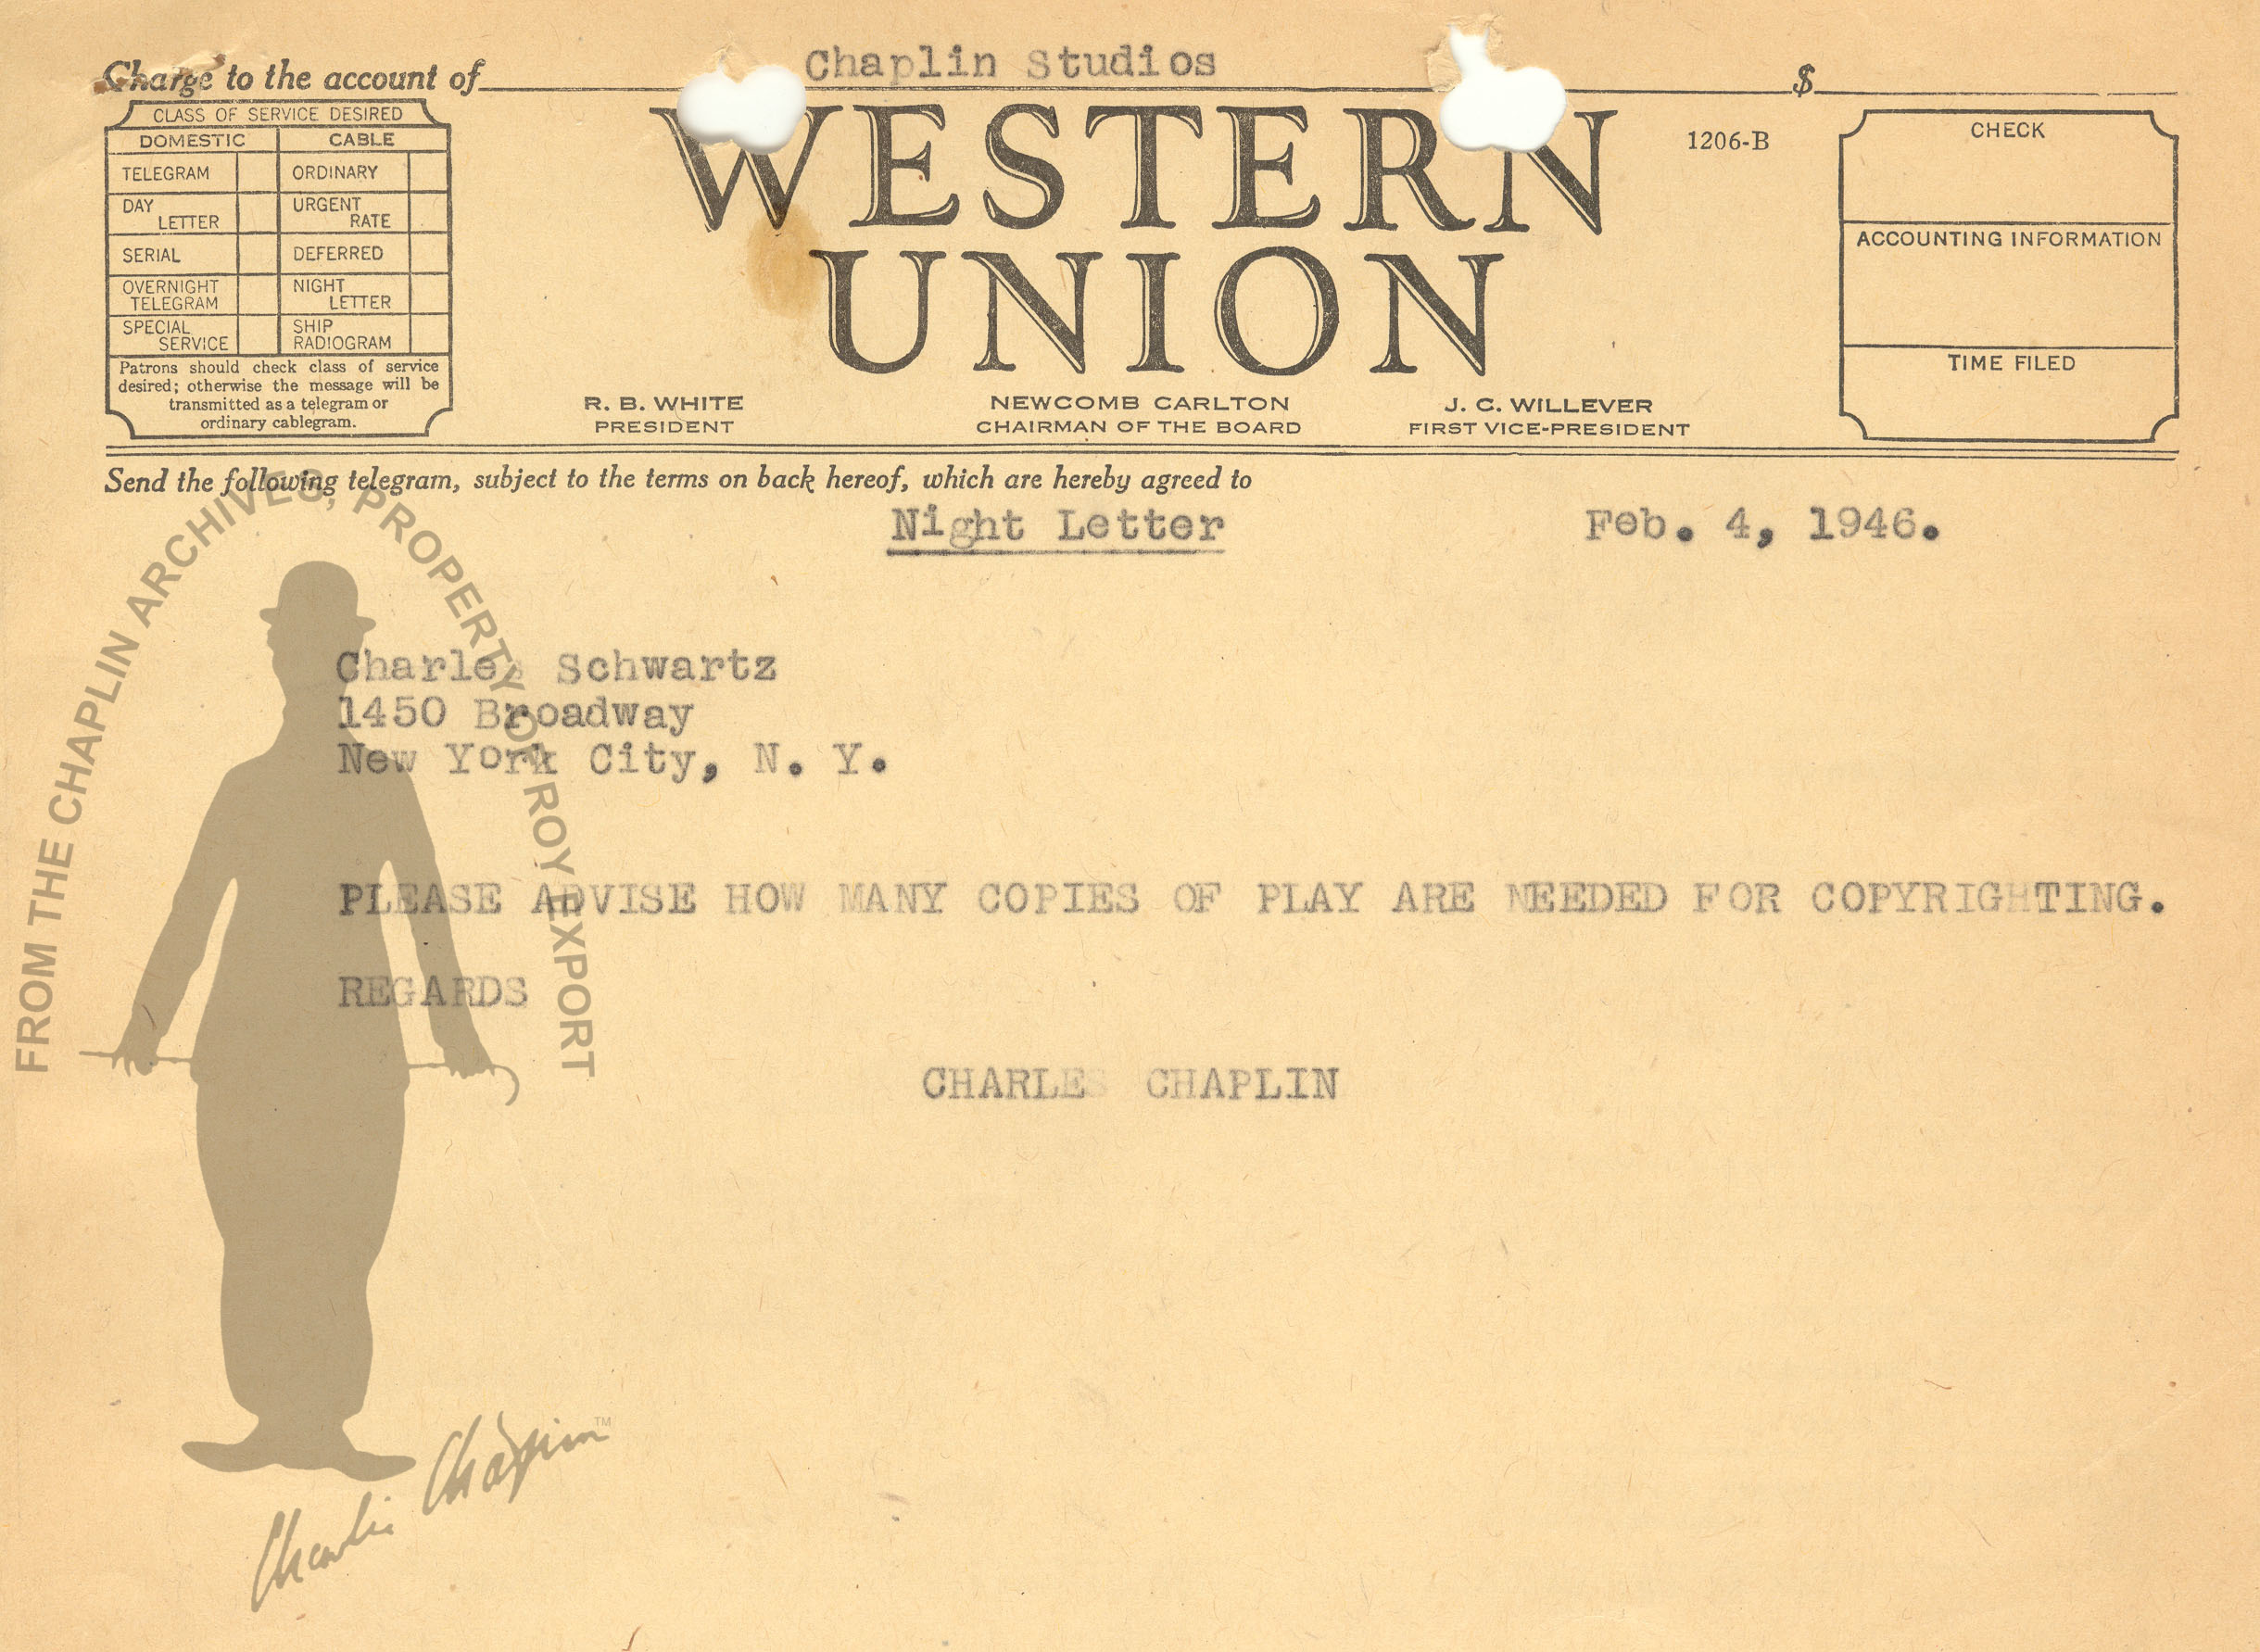 Charge to the account of Chaplin Studios $
CLASS OF SERVICE DESIRED
DOMESTIC CABLE
TELEGRAM ORDINARY
DAY LETTER URGENT RATE
SERIAL DEFERRED
OVERNIGHT TELEGRAM NIGHT LETTER
SPECIAL SERVICE SHIP RADIOGRAM
Patrons should check class of service
desired; otherwise the message will be
transmitted as a telegram or
ordinary cablegram.
WESTERN
UNION
1206-B
R. B. WHITE
PRESIDENT
NEWCOMB CARLTON
CHAIRMAN OF THE BOARD
J. C. WILLEVER
FIRST VICE-PRESIDENT
CHECK
ACCOUNTING INFORMATION
TIME FILED
Send the following telegram, subject to the terms on back hereof, which are hereby agreed to
Night Letter Feb. 4, 1946.
Charles Schwartz
1450 Broadway
New York City, N. Y.
PLEASE ADVISE HOW MANY COPIES OF PLAY ARE NEEDED FOR COPYRIGHTING.
REGARDS
CHARLES CHAPLIN
FROM THE CHAPLIN ARCHIVES, PROPERTY OF ROY EXPORT
Charlie Chaplin™